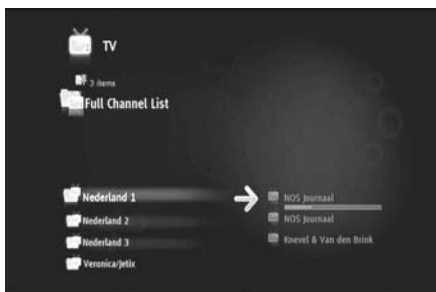 TV
3 items
Full Channel List
Nederland 1
NOS Journaal
Nederland 2
NOS Journaal
Nederland 3
Knevel & Van den Brink
Veronica/Jetix